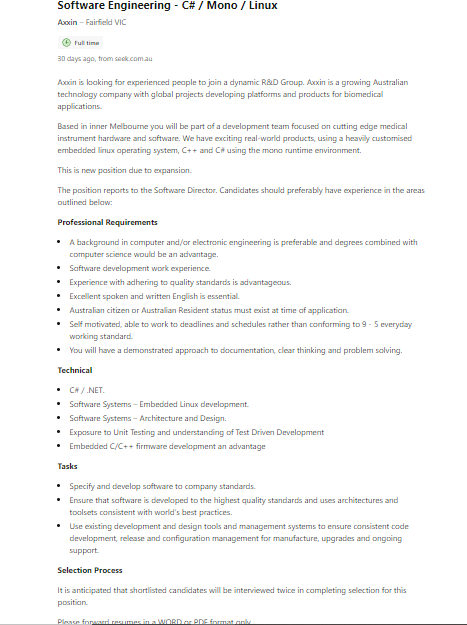 Software Engineering - C# / Mono / Linux
Axxin – Fairfield VIC
Full time
30 days ago, from seek.com.au
Axxin is looking for experienced people to join a dynamic R&D Group. Axxin is a growing Australian
technology company with global projects developing platforms and products for biomedical
applications.
Based in inner Melbourne you will be part of a development team focused on cutting edge medical
instrument hardware and software. We have exciting real-world products, using a heavily customised
embedded linux operating system, C++ and C# using the mono runtime environment.
This is new position due to expansion.
The position reports to the Software Director. Candidates should preferably have experience in the areas
outlined below:
Professional Requirements
• A background in computer and/or electronic engineering is preferable and degrees combined with
computer science would be an advantage.
• Software development work experience.
• Experience with adhering to quality standards is advantageous.
• Excellent spoken and written English is essential.
• Australian citizen or Australian Resident status must exist at time of application.
• Self motivated, able to work to deadlines and schedules rather than conforming to 9 - 5 everyday
working standard.
• You will have a demonstrated approach to documentation, clear thinking and problem solving.
Technical
• C# / .NET.
• Software Systems – Embedded Linux development.
• Software Systems – Architecture and Design.
• Exposure to Unit Testing and understanding of Test Driven Development
• Embedded C/C++ firmware development an advantage
Tasks
• Specify and develop software to company standards.
• Ensure that software is developed to the highest quality standards and uses architectures and
toolsets consistent with world's best practices.
• Use existing development and design tools and management systems to ensure consistent code
development, release and configuration management for manufacture, upgrades and ongoing
support.
Selection Process
It is anticipated that shortlisted candidates will be interviewed twice in completing selection for this
position.
Please forward resumes in a WORD or PDF format only